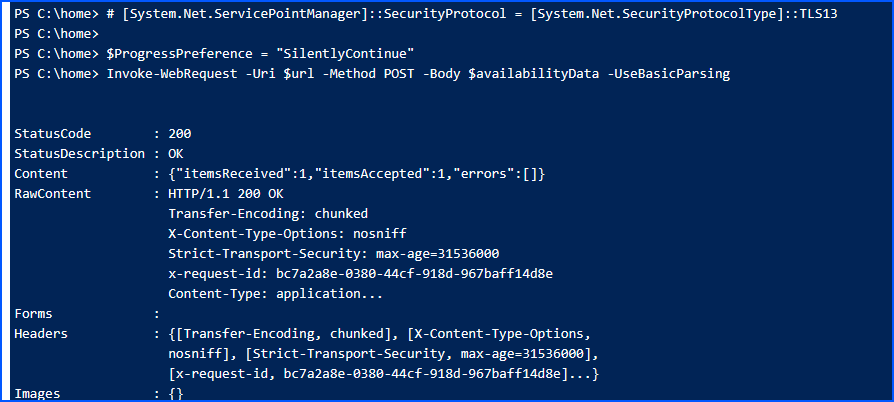 PS C:\home> # [System.Net.ServicePointManager]::SecurityProtocol = [System.Net.SecurityProtocolType]::TLS13
PS C:\home>
PS C:\home> $ProgressPreference = "SilentlyContinue"
PS C:\home> Invoke-WebRequest -Uri $url -Method POST -Body $availabilityData -UseBasicParsing
StatusCode : 200
StatusDescription : OK
Content : {"itemsReceived":1,"itemsAccepted":1,"errors":[]}
RawContent : HTTP/1.1 200 OK
Transfer-Encoding: chunked
X-Content-Type-Options: nosniff
Strict-Transport-Security: max-age=31536000
x-request-id: bc7a2a8e-0380-44cf-918d-967baff14d8e
Content-Type: application...
Forms :
Headers : {[Transfer-Encoding, chunked], [X-Content-Type-Options,
nosniff], [Strict-Transport-Security, max-age=31536000],
[x-request-id, bc7a2a8e-0380-44cf-918d-967baff14d8e]...}
Images : {}